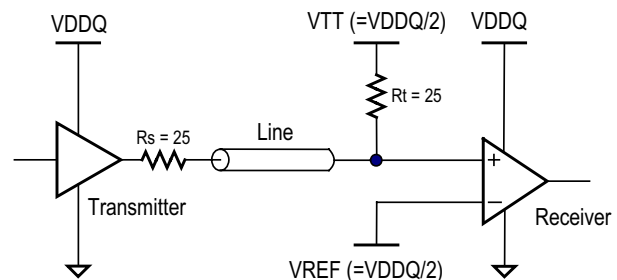 VDDQ
VTT (=VDDQ/2)
VDDQ
Rs = 25
Line
Rt = 25
+
−
Transmitter
Receiver
VREF (=VDDQ/2)